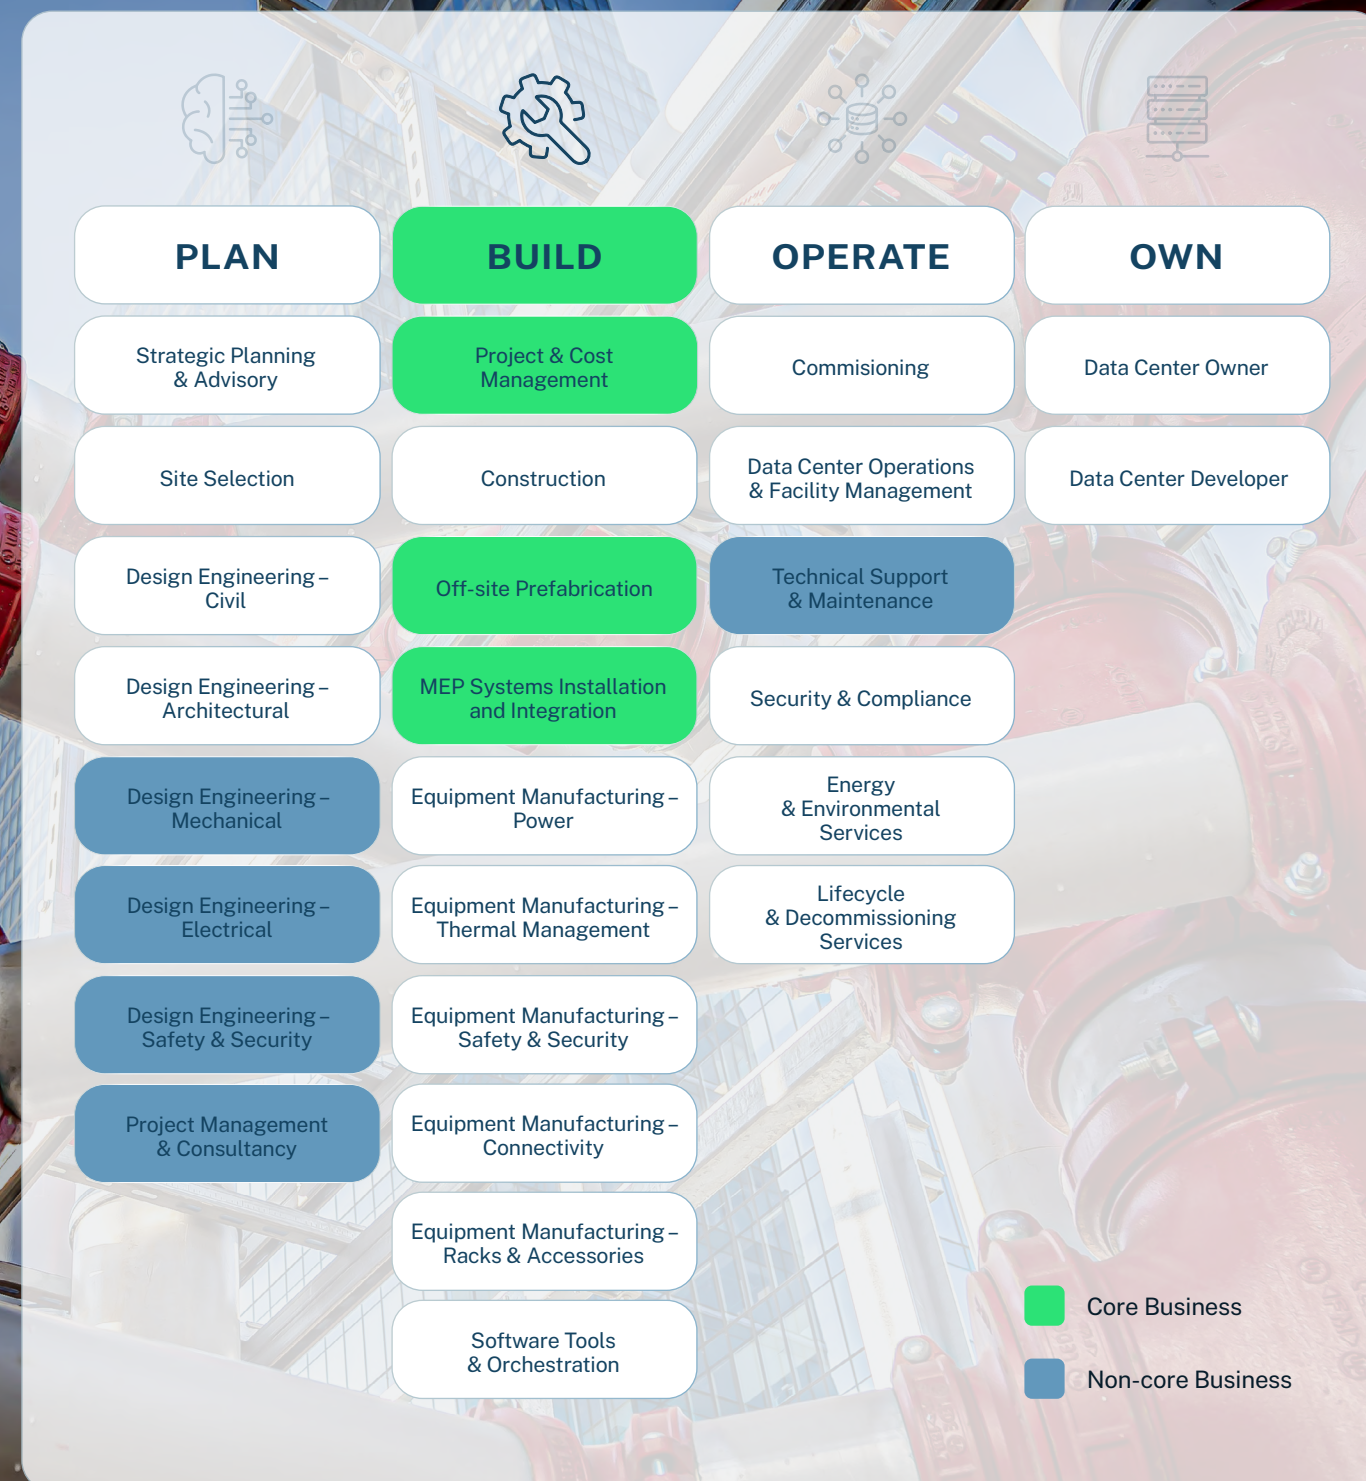 PLAN
BUILD
OPERATE
OWN
Strategic Planning
& Advisory
Project & Cost
Management
Commisioning
Data Center Owner
Site Selection
Construction
Data Center Operations
& Facility Management
Data Center Developer
Design Engineering –
Civil
Off-site Prefabrication
Technical Support
& Maintenance
Design Engineering –
Architectural
MEP Systems Installation
and Integration
Security & Compliance
Design Engineering –
Mechanical
Equipment Manufacturing –
Power
Energy
& Environmental
Services
Design Engineering –
Electrical
Equipment Manufacturing –
Thermal Management
Lifecycle
& Decommissioning
Services
Design Engineering –
Safety & Security
Equipment Manufacturing –
Safety & Security
Project Management
& Consultancy
Equipment Manufacturing –
Connectivity
Equipment Manufacturing –
Racks & Accessories
Software Tools
& Orchestration
Core Business
Non-core Business